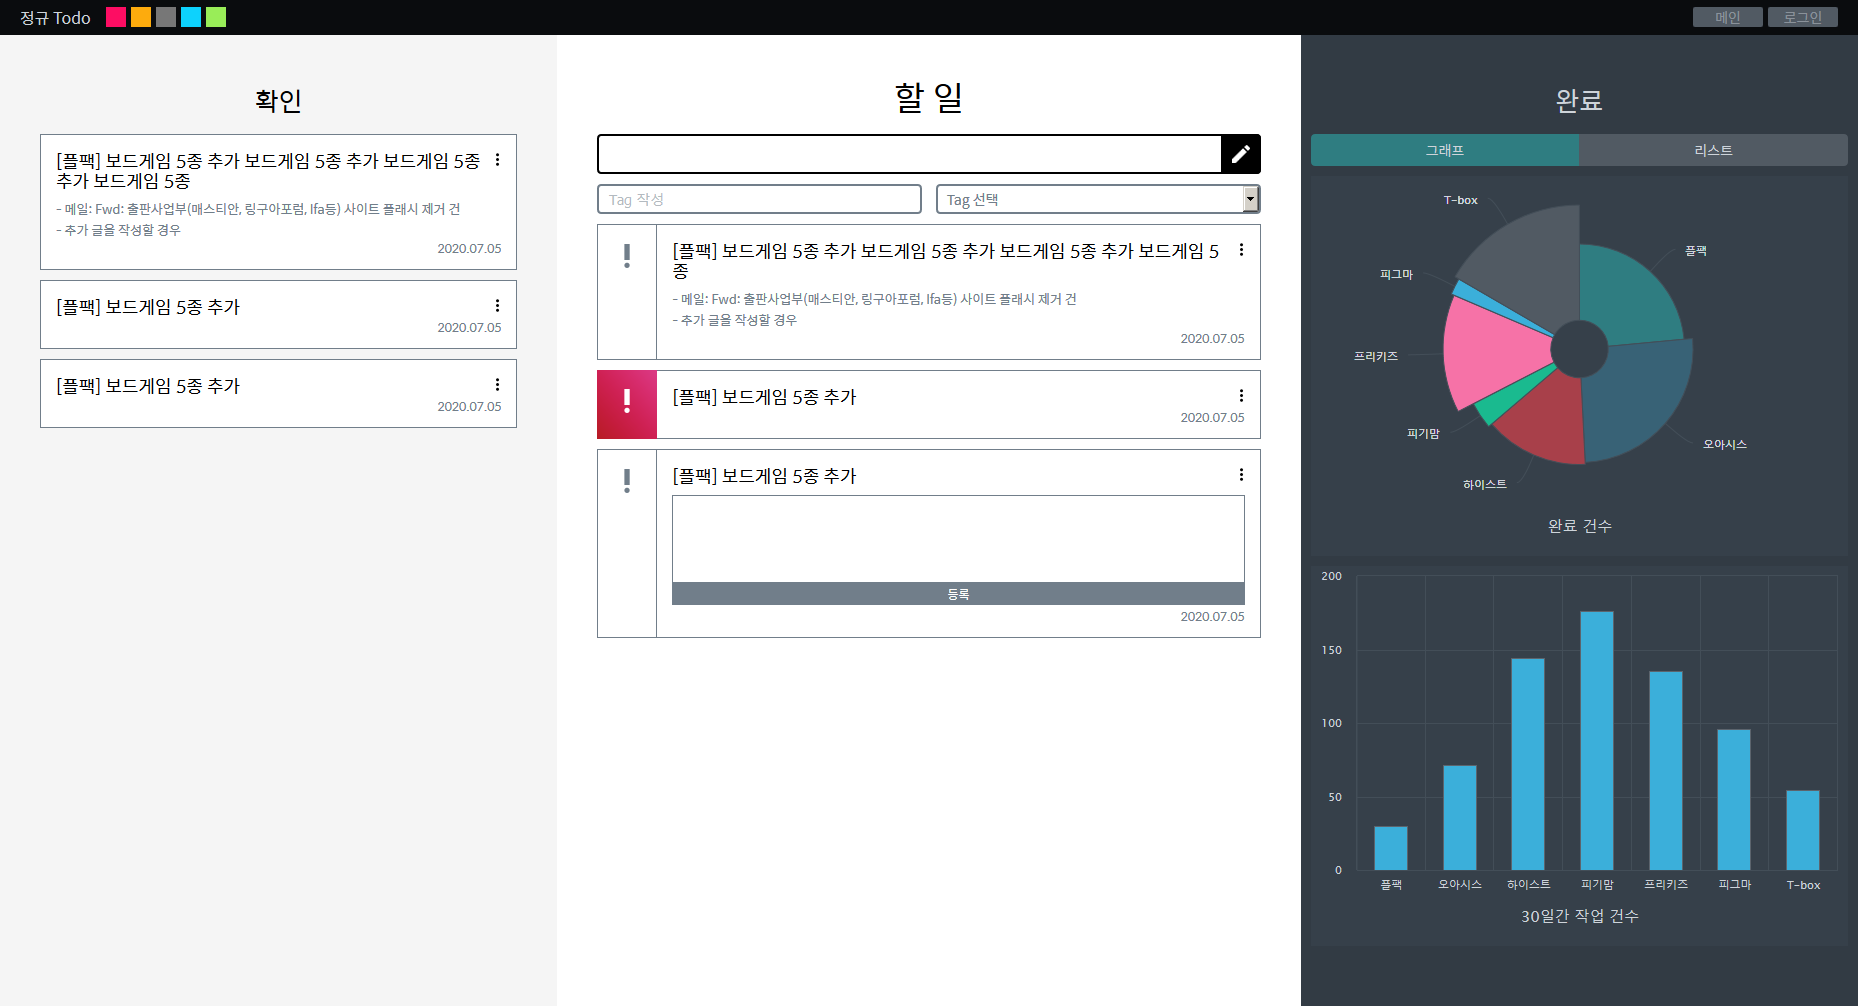 정규 Todo
메인
로그인
확인
[플팩] 보드게임 5종 추가 보드게임 5종 추가 보드게임 5종
추가 보드게임 5종
- 메일: Fwd: 출판사업부(매스티안, 링구아포럼, lfa등) 사이트 플래시 제거 건
- 추가 글을 작성할 경우
2020.07.05
[플팩] 보드게임 5종 추가
2020.07.05
[플팩] 보드게임 5종 추가
2020.07.05
할 일
Tag 작성
Tag 선택
[플팩] 보드게임 5종 추가 보드게임 5종 추가 보드게임 5종 추가 보드게임 5
종
- 메일: Fwd: 출판사업부(매스티안, 링구아포럼, lfa등) 사이트 플래시 제거 건
- 추가 글을 작성할 경우
2020.07.05
[플팩] 보드게임 5종 추가
2020.07.05
[플팩] 보드게임 5종 추가
등록
2020.07.05
완료
그래프
리스트
T-box
플팩
피그마
프리키즈
피기맘
오아시스
하이스트
완료 건수
200
150
100
50
0
플팩
오아시스
하이스트
피기맘
프리키즈
피그마
T-box
30일간 작업 건수